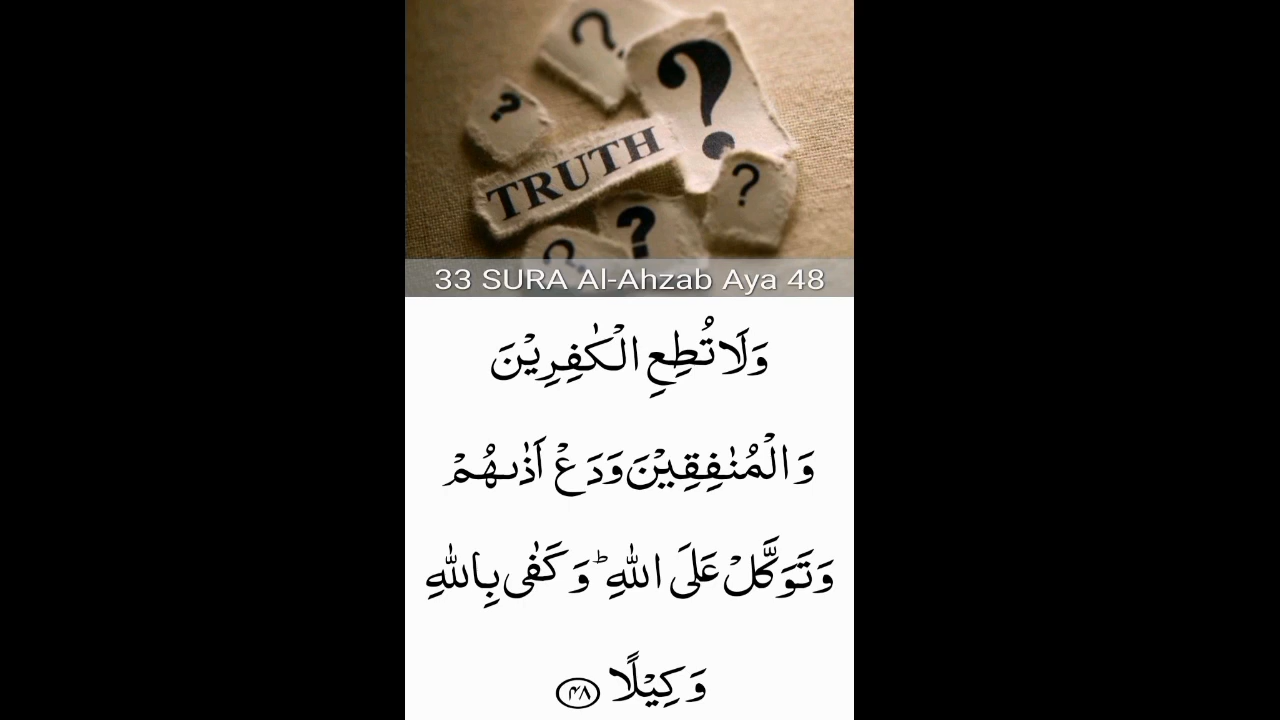 ?
?
?
TRUTH
?
?
?
33 SURA Al-Ahzab Aya 48
وَلَا تُطِعِ الْكٰفِرِيْنَ
وَالْمُنٰفِقِيْنَ وَدَعْ اَذٰىهُمْ
وَتَوَكَّلْ عَلَى اللّٰهِ ؕ وَكَفٰى بِاللّٰهِ
وَكِيْلًا ۴۸